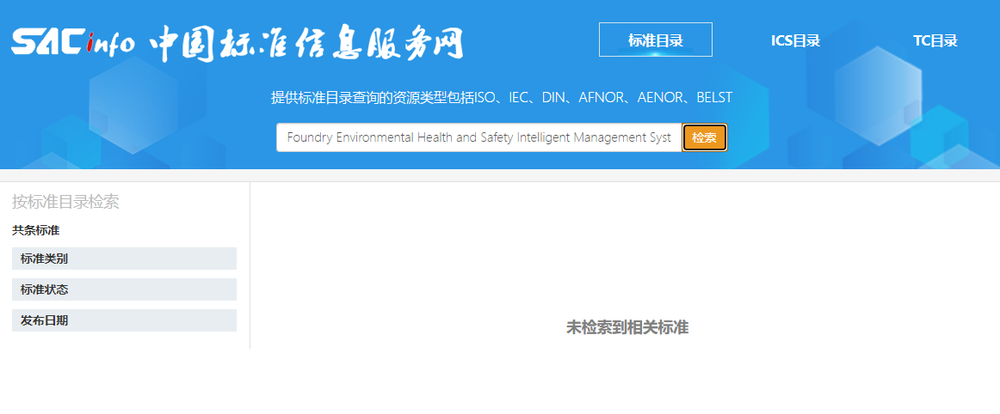 SACinfo 中国标准信息服务网
标准目录 ICS目录 TC目录
提供标准目录查询的资源类型包括ISO、IEC、DIN、AFNOR、AENOR、BELST
Foundry Environmental Health and Safety Intelligent Management Syst 检索
按标准目录检索
共条标准
标准类别
标准状态
发布日期
未检索到相关标准